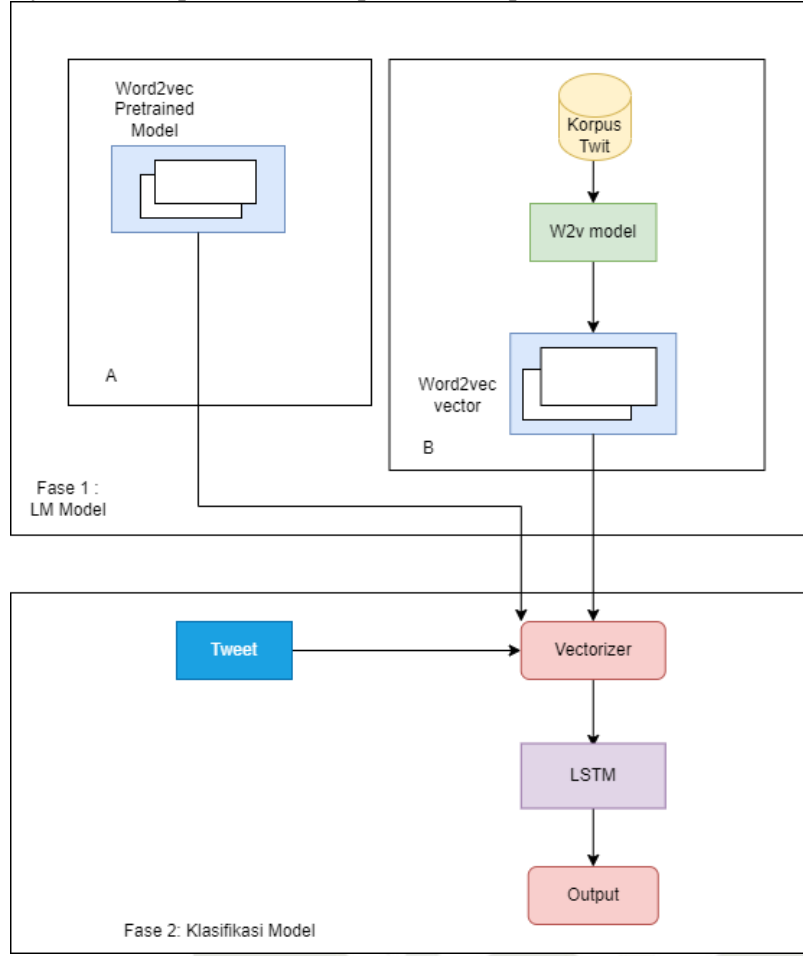 Word2vec
Pretrained
Model
A
Korpus
Twit
W2v model
Word2vec
vector
B
Fase 1 :
LM Model
Tweet
Vectorizer
LSTM
Output
Fase 2: Klasifikasi Model